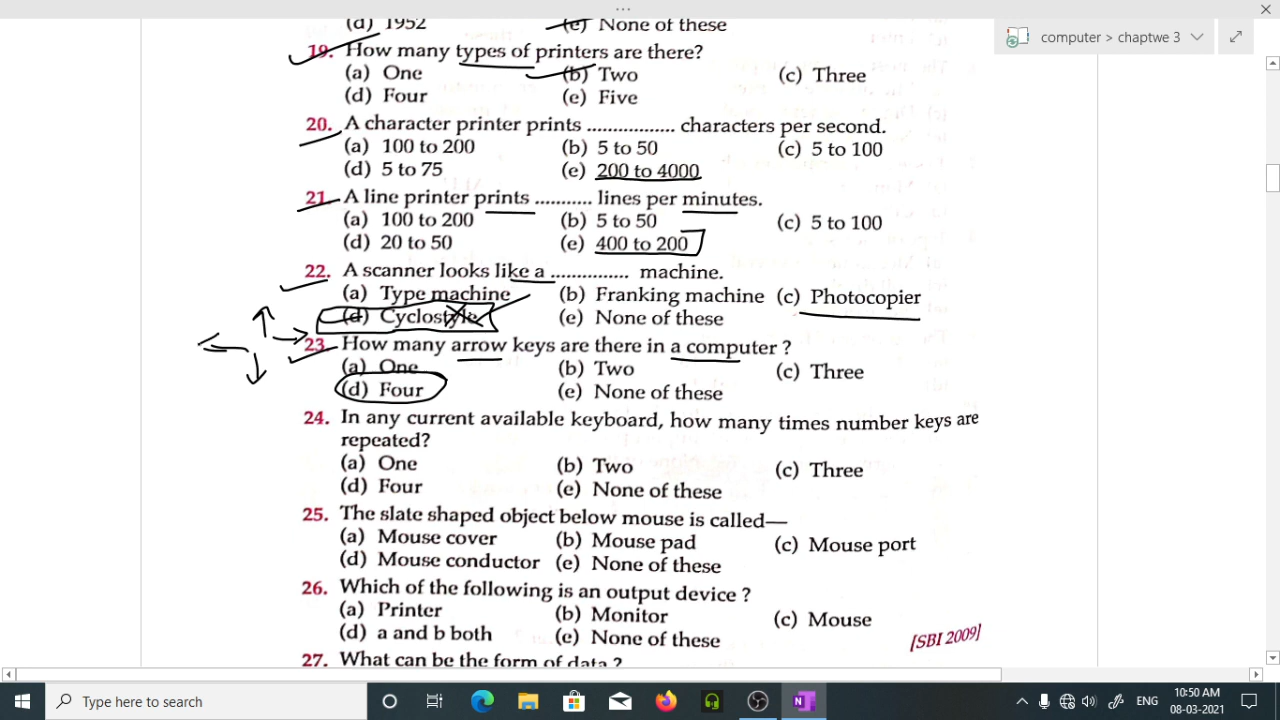 computer > chaptwe 3
(d) 1952 (e) None of these
19. How many types of printers are there?
(a) One (b) Two (c) Three
(d) Four (e) Five
20. A character printer prints ................. characters per second.
(a) 100 to 200 (b) 5 to 50 (c) 5 to 100
(d) 5 to 75 (e) 200 to 4000
21. A line printer prints ........... lines per minutes.
(a) 100 to 200 (b) 5 to 50 (c) 5 to 100
(d) 20 to 50 (e) 400 to 200
22. A scanner looks like a ............... machine.
(a) Type machine (b) Franking machine (c) Photocopier
(d) Cyclostyle (e) None of these
23. How many arrow keys are there in a computer ?
(a) One (b) Two (c) Three
(d) Four (e) None of these
24. In any current available keyboard, how many times number keys are
repeated?
(a) One (b) Two (c) Three
(d) Four (e) None of these
25. The slate shaped object below mouse is called—
(a) Mouse cover (b) Mouse pad (c) Mouse port
(d) Mouse conductor (e) None of these
26. Which of the following is an output device ?
(a) Printer (b) Monitor (c) Mouse
(d) a and b both (e) None of these
[SBI 2009]
27. What can be the form of data ?
Type here to search
ENG
10:50 AM
08-03-2021